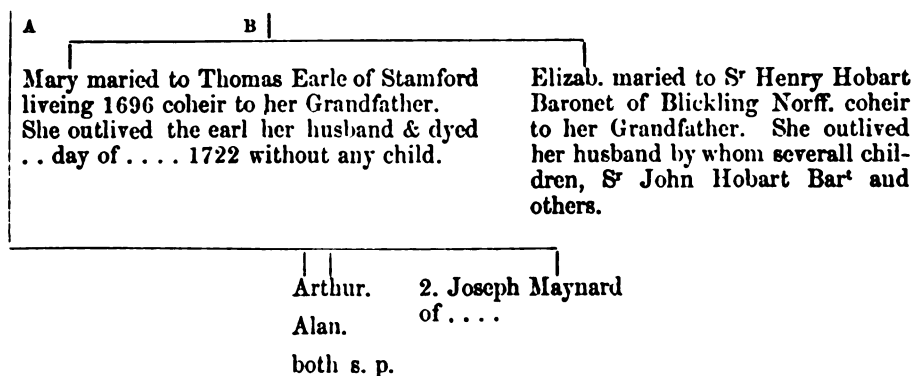 A
B
Mary maried to Thomas Earle of Stamford
liveing 1696 coheir to her Grandfather.
She outlived the earl her husband & dyed
. . day of . . . . 1722 without any child.
Elizab. maried to Sʳ Henry Hobart
Baronet of Blickling Norff. coheir
to her Grandfather. She outlived
her husband by whom severall chil-
dren, Sʳ John Hobart Barᵗ and
others.
Arthur.
Alan.
both s. p.
2. Joseph Maynard
of . . . .